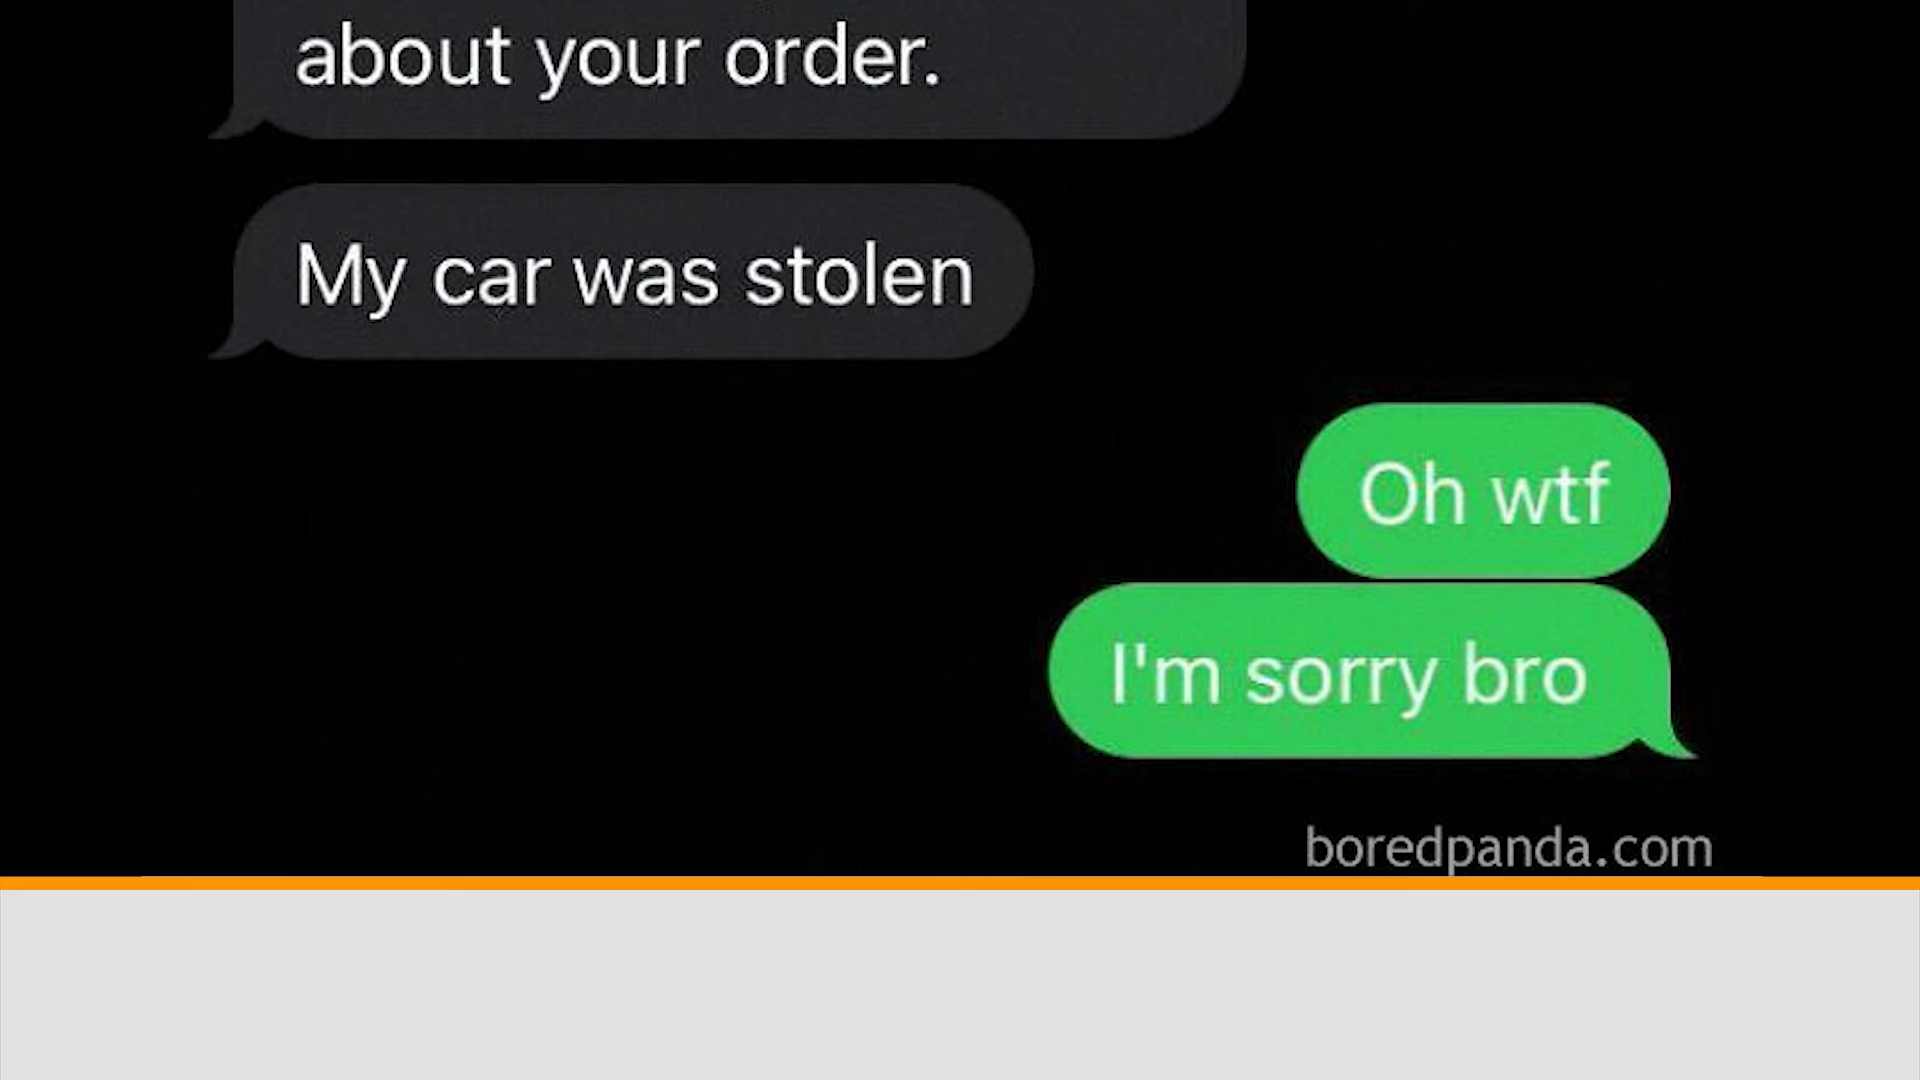 about your order.
My car was stolen
Oh wtf
I'm sorry bro
boredpanda.com